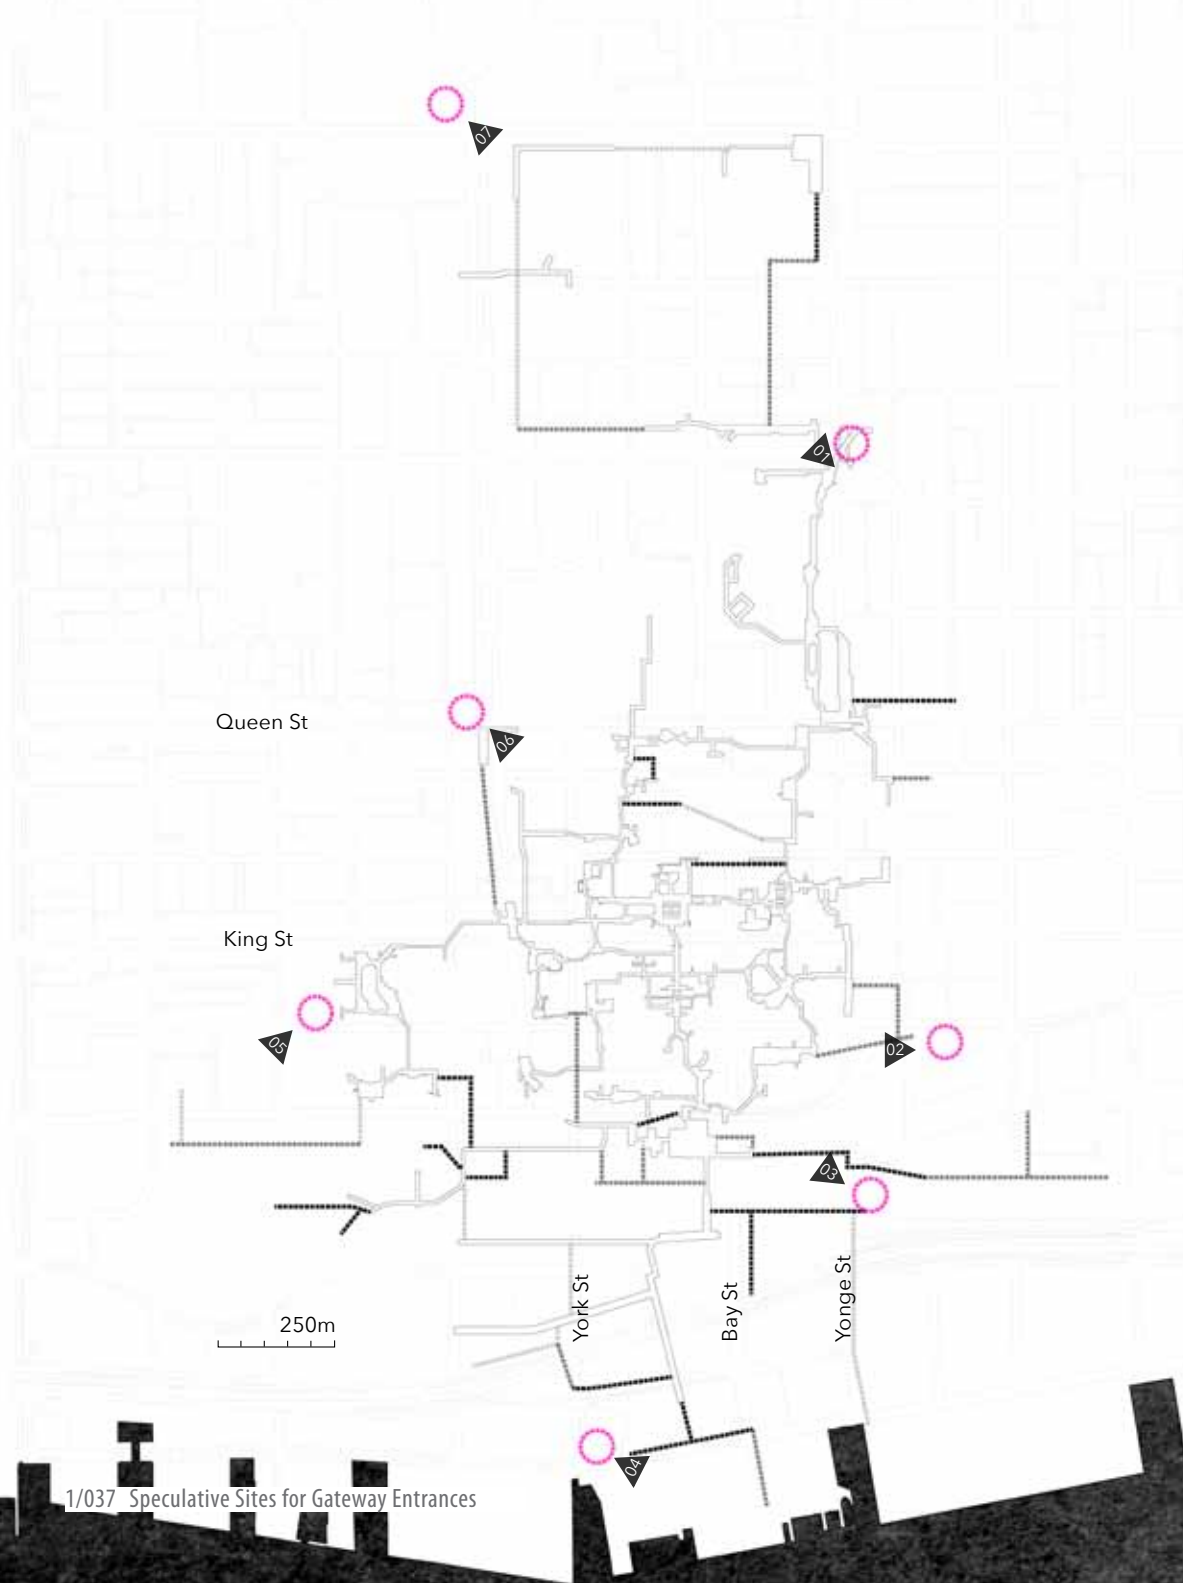 07
01
Queen St
06
King St
05
02
03
York St
Bay St
Yonge St
250m
04
1/037 Speculative Sites for Gateway Entrances